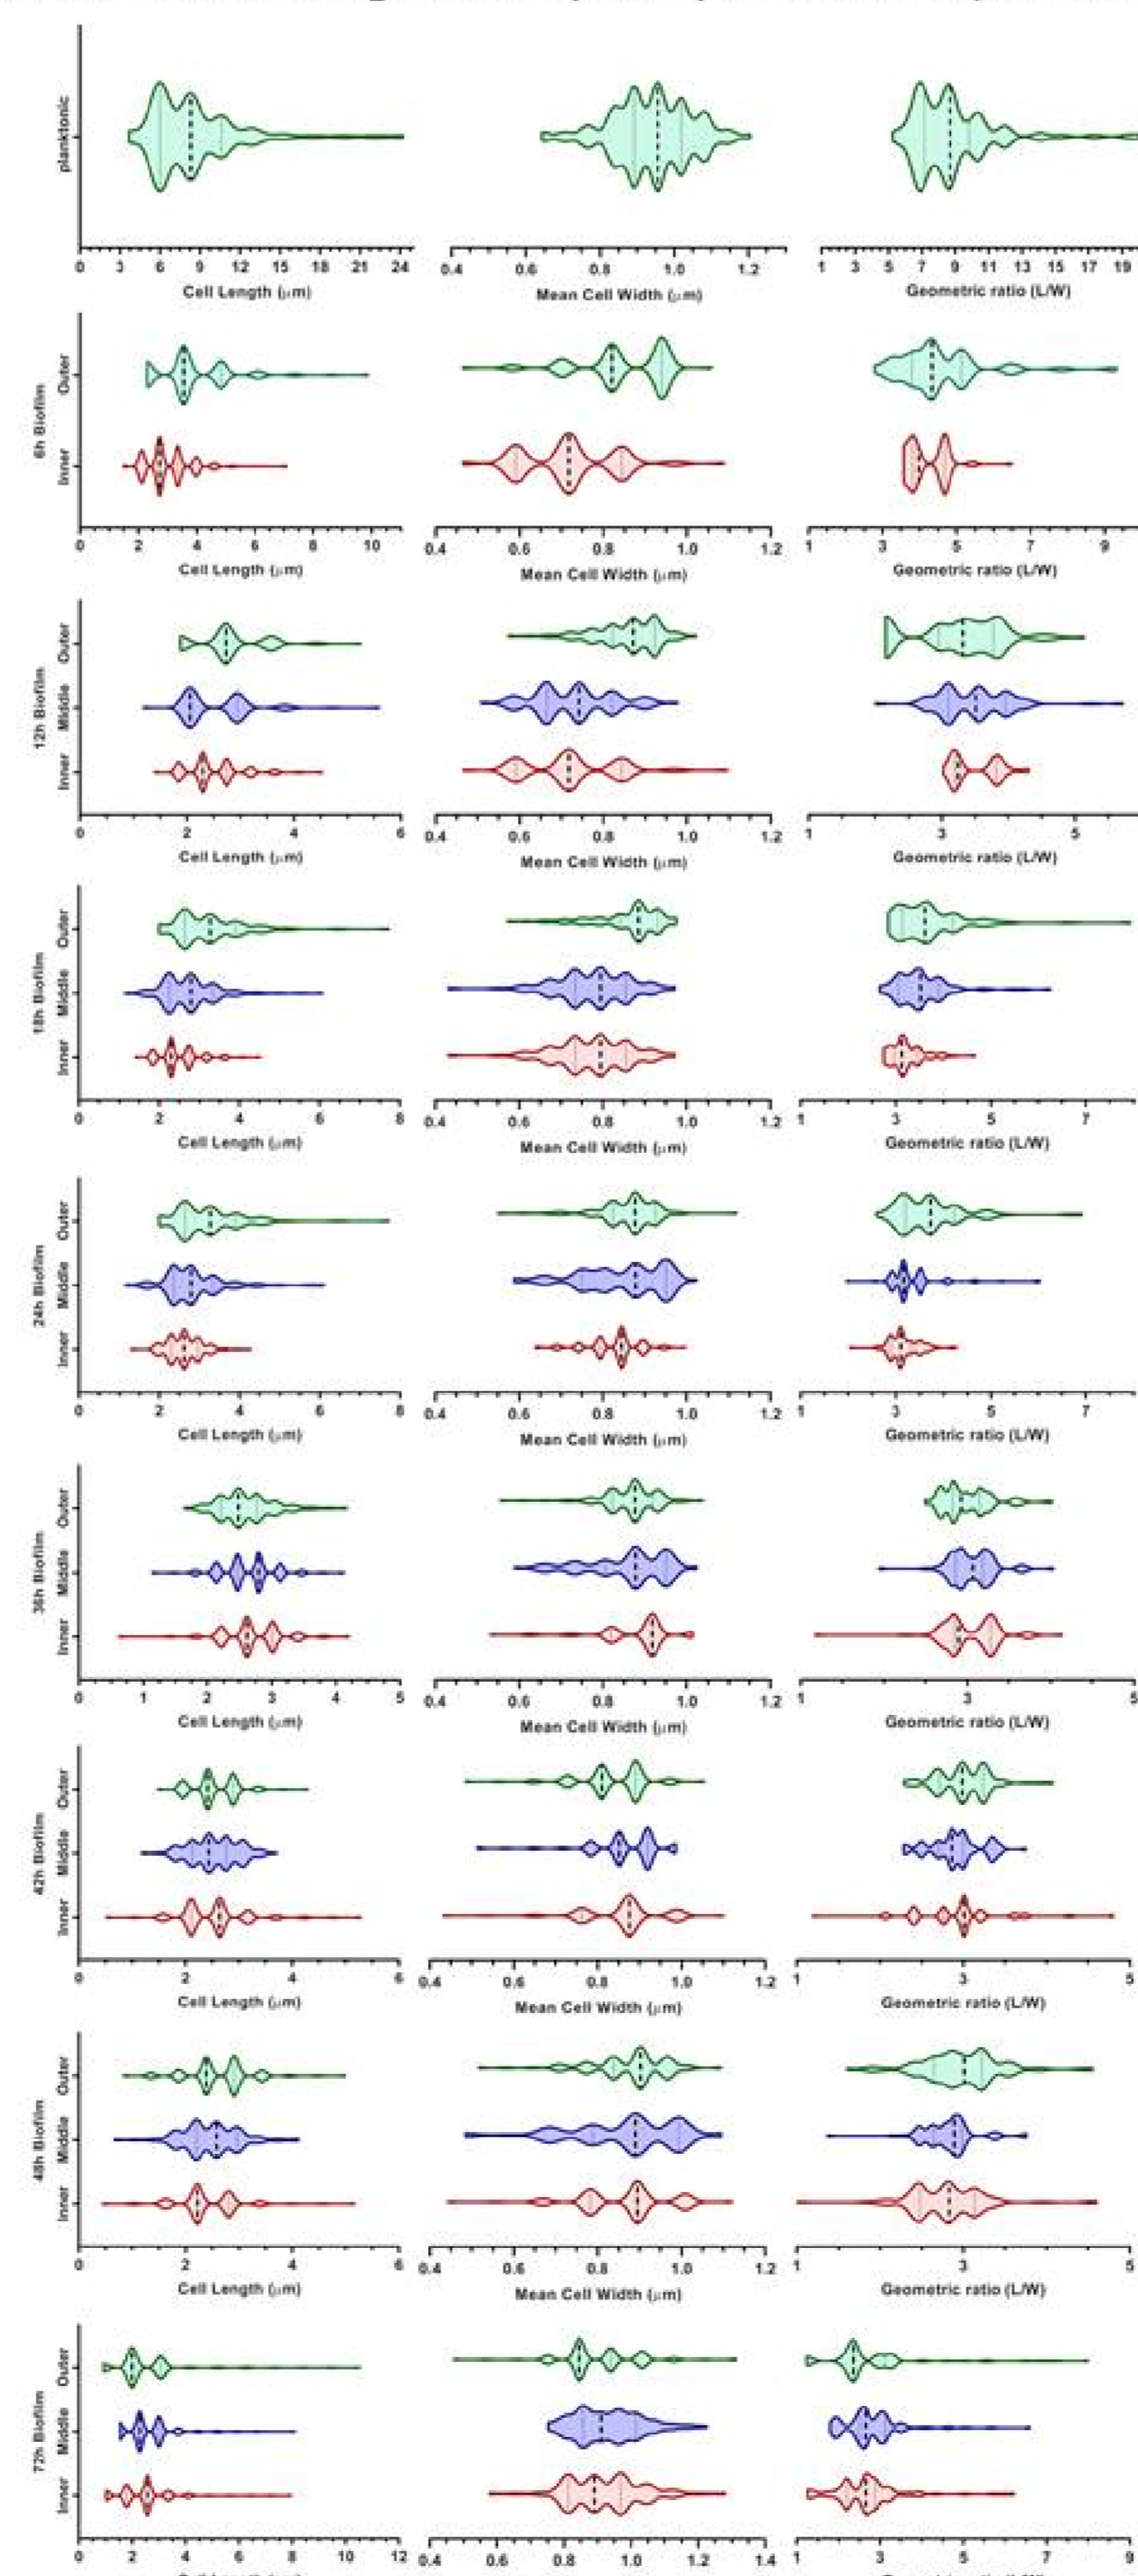 planktonic
0 3 6 9 12 15 18 21 24
0.4 0.6 0.8 1.0 1.2
1 3 5 7 9 11 13 15 17 19
Cell Length (μm)
Mean Cell Width (μm)
Geometric ratio (L/W)
6h Biofilm
Outer
Inner
0 2 4 6 8 10
0.4 0.6 0.8 1.0 1.2
1 3 5 7 9
Cell Length (μm)
Mean Cell Width (μm)
Geometric ratio (L/W)
12h Biofilm
Outer
Middle
Inner
0 2 4 6
0.4 0.6 0.8 1.0 1.2
1 3 5
Cell Length (μm)
Mean Cell Width (μm)
Geometric ratio (L/W)
18h Biofilm
Outer
Middle
Inner
0 2 4 6 8
0.4 0.6 0.8 1.0 1.2
1 3 5 7
Cell Length (μm)
Mean Cell Width (μm)
Geometric ratio (L/W)
24h Biofilm
Outer
Middle
Inner
0 2 4 6 8
0.4 0.6 0.8 1.0 1.2
1 3 5 7
Cell Length (μm)
Mean Cell Width (μm)
Geometric ratio (L/W)
36h Biofilm
Outer
Middle
Inner
0 1 2 3 4 5
0.4 0.6 0.8 1.0 1.2
1 3 5
Cell Length (μm)
Mean Cell Width (μm)
Geometric ratio (L/W)
42h Biofilm
Outer
Middle
Inner
0 2 4 6
0.4 0.6 0.8 1.0 1.2
1 3 5
Cell Length (μm)
Mean Cell Width (μm)
Geometric ratio (L/W)
48h Biofilm
Outer
Middle
Inner
0 2 4 6
0.4 0.6 0.8 1.0 1.2
1 3 5
Cell Length (μm)
Mean Cell Width (μm)
Geometric ratio (L/W)
72h Biofilm
Outer
Middle
Inner
0 2 4 6 8 10 12
0.4 0.6 0.8 1.0 1.2 1.4
1 3 5 7 9